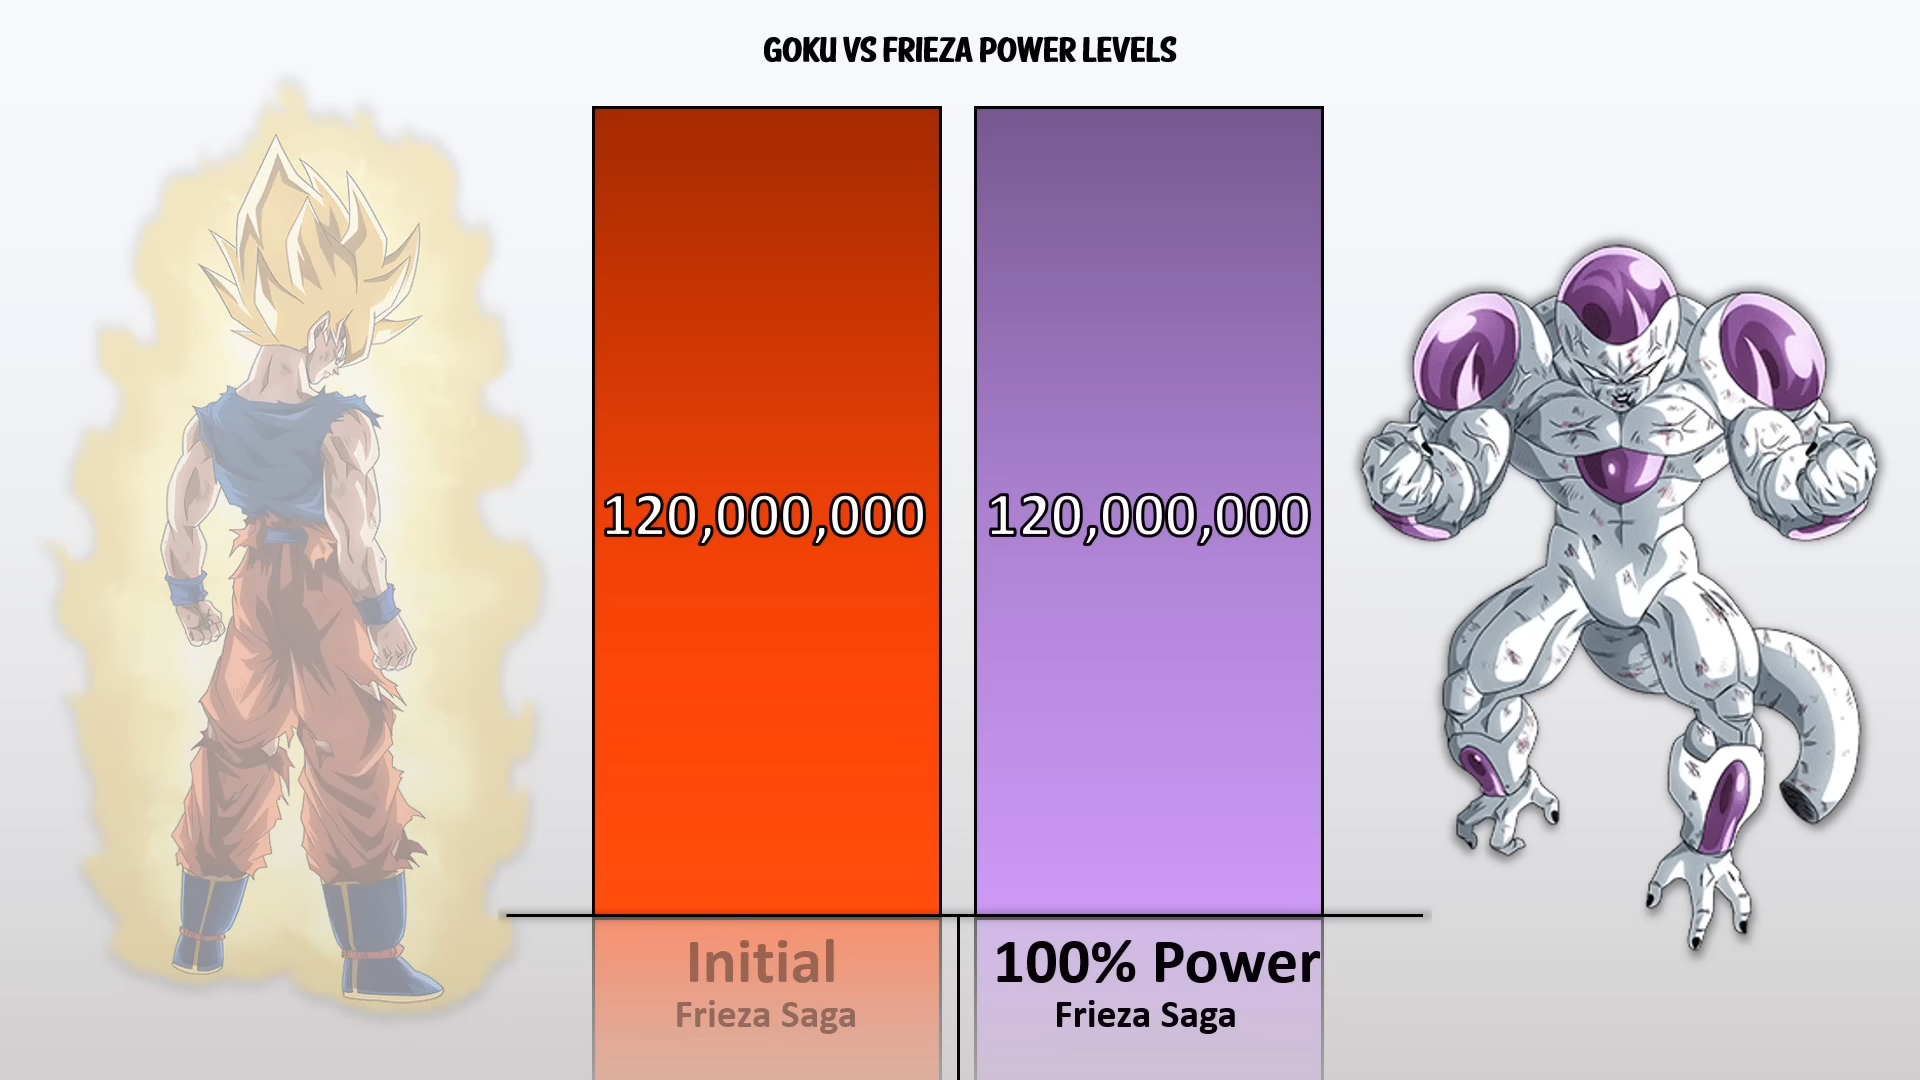 GOKU VS FRIEZA POWER LEVELS
120,000,000
120,000,000
Initial
Frieza Saga
100% Power
Frieza Saga